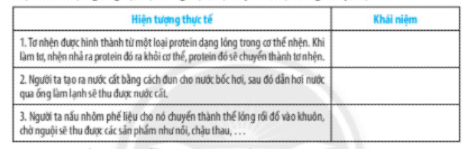 Hiện tượng thực tế
Khái niệm
1. Tơ nhện được hình thành từ một loại protein dạng lỏng trong cơ thể nhện. Khi
làm tơ, nhện nhả ra protein đó ra khỏi cơ thể, protein đó sẽ chuyển thành tơ nhện.
2. Người ta tạo ra nước cất bằng cách đun cho nước bốc hơi, sau đó dẫn hơi nước
qua ống làm lạnh sẽ thu được nước cất.
3. Người ta nấu nhôm phế liệu cho nó chuyển thành thể lỏng rồi đổ vào khuôn,
chờ nguội sẽ thu được các sản phẩm như nồi, chậu thau, . . .